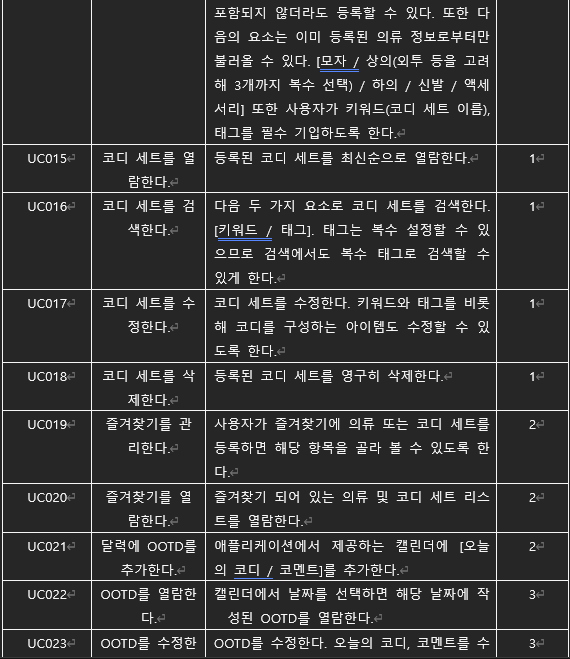 포함되지 않더라도 등록할 수 있다. 또한 다
음의 요소는 이미 등록된 의류 정보로부터만
불러올 수 있다. [모자 / 상의(외투 등을 고려
해 3개까지 복수 선택) / 하의 / 신발 / 액세
서리] 또한 사용자가 키워드(코디 세트 이름),
태그를 필수 기입하도록 한다.
UC015 코디 세트를 열 등록된 코디 세트를 최신순으로 열람한다. 1
람한다.
UC016 코디 세트를 검 다음 두 가지 요소로 코디 세트를 검색한다. 1
색한다. [키워드 / 태그]. 태그는 복수 설정할 수 있
으므로 검색에서도 복수 태그로 검색할 수
있게 한다.
UC017 코디 세트를 수 코디 세트를 수정한다. 키워드와 태그를 비롯 1
정한다. 해 코디를 구성하는 아이템도 수정할 수 있
도록 한다.
UC018 코디 세트를 삭 등록된 코디 세트를 영구히 삭제한다. 1
제한다.
UC019 즐겨찾기를 관 사용자가 즐겨찾기에 의류 또는 코디 세트를 2
리한다. 등록하면 해당 항목을 골라 볼 수 있도록 한
다.
UC020 즐겨찾기를 열 즐겨찾기 되어 있는 의류 및 코디 세트 리스 2
람한다. 트를 열람한다.
UC021 달력에 OOTD를 애플리케이션에서 제공하는 캘린더에 [오늘 2
추가한다. 의 코디 / 코멘트]를 추가한다.
UC022 OOTD를 열람한 캘린더에서 날짜를 선택하면 해당 날짜에 작 3
다. 성된 OOTD를 열람한다.
UC023 OOTD를 수정한 OOTD를 수정한다. 오늘의 코디, 코멘트를 수 3